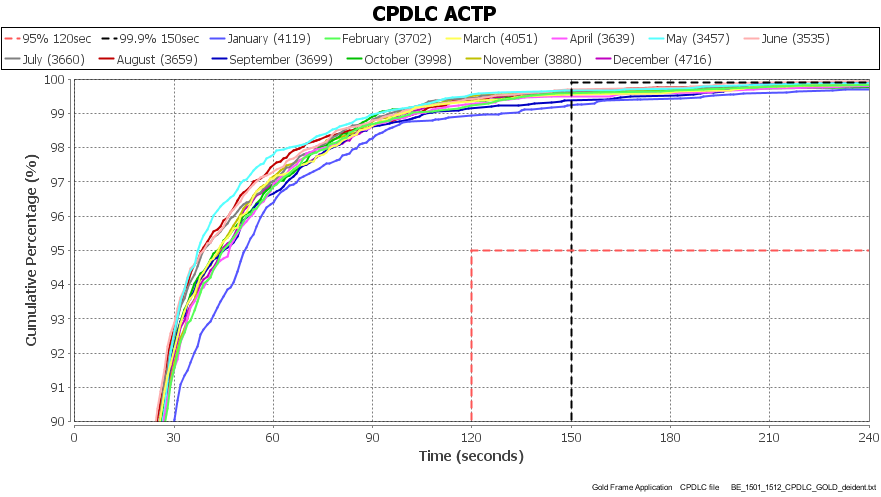 CPDLC ACTP
95% 120sec 99.9% 150sec January (4119) February (3702) March (4051) April (3639) May (3457) June (3535)
July (3660) August (3659) September (3699) October (3998) November (3880) December (4716)
100
99
98
97
96
95
94
93
92
91
90
Cumulative Percentage (%)
0 30 60 90 120 150 180 210 240
Time (seconds)
Gold Frame Application CPDLC file BE_1501_1512_CPDLC_GOLD_deident.txt